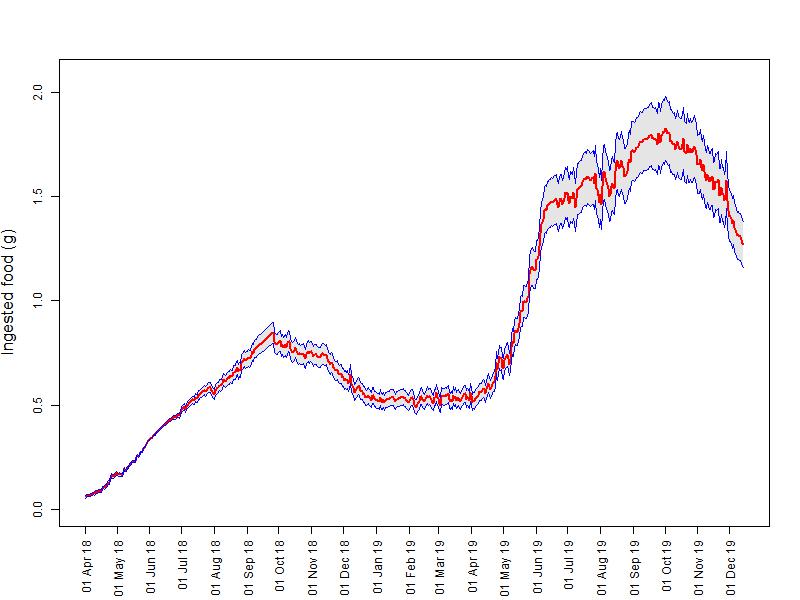 Ingested food (g)
2.0
1.5
1.0
0.5
0.0
01 Apr 18
01 May 18
01 Jun 18
01 Jul 18
01 Aug 18
01 Sep 18
01 Oct 18
01 Nov 18
01 Dec 18
01 Jan 19
01 Feb 19
01 Mar 19
01 Apr 19
01 May 19
01 Jun 19
01 Jul 19
01 Aug 19
01 Sep 19
01 Oct 19
01 Nov 19
01 Dec 19